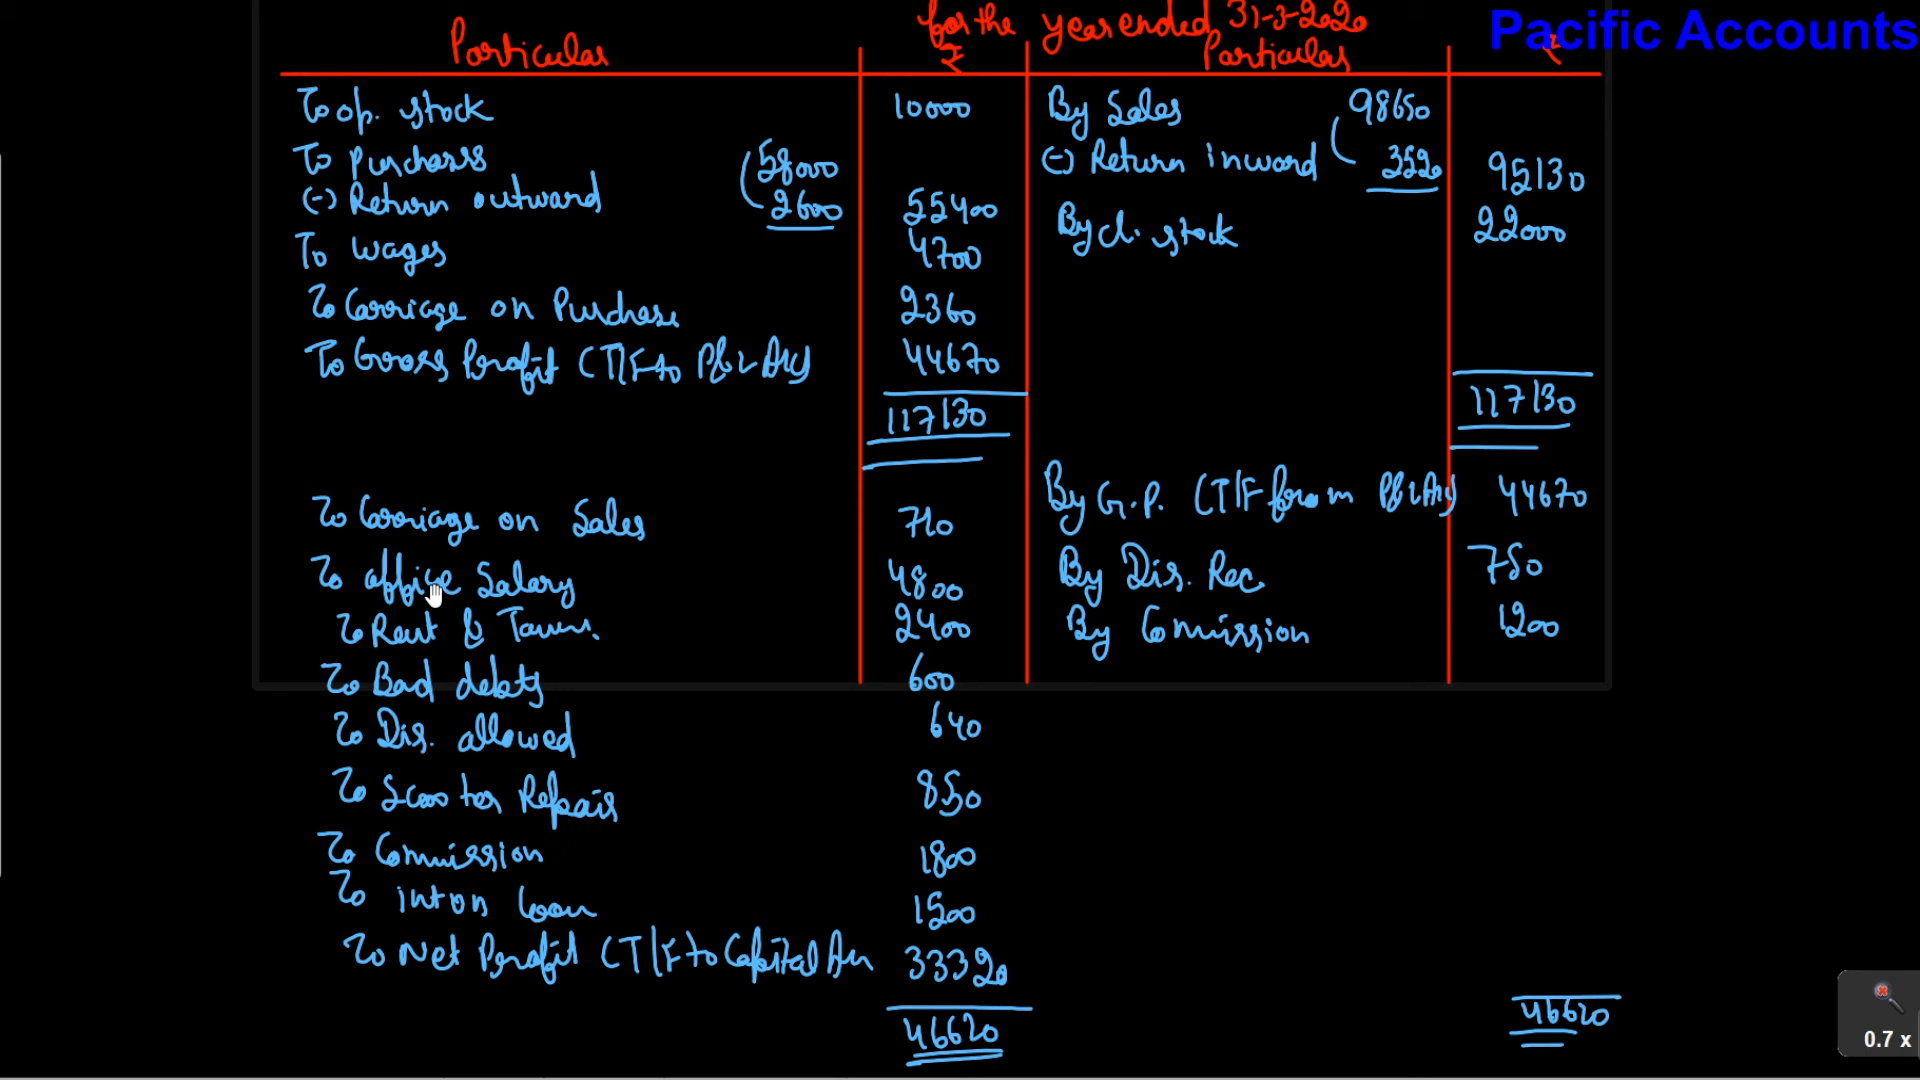 for the year ended 31-3-2020
Pacific Accounts
Particular ₹ Particular ₹
To op. stock 10000 By Sales 98650
To Purchases 58000 (-) Return inward 3520 95130
(-) Return outward 2600 55400 By cl. stock 22000
To Wages 4700
To Carriage on Purchase 2360
To Gross Profit (T/F to P&L A/c) 44670
117130 117130
By G.P. (T/F from P&L A/c) 44670
To Carriage on Sales 710
To office Salary 4800 By Dis. Rec 750
To Rent & Taxes. 2400 By Commission 1200
To Bad debts 600
To Dis. allowed 640
To Scooter Repair 850
To Commission 1800
To int on loan 1500
To Net Profit (T/F to Capital A/c 33320
46620 46620
0.7 x